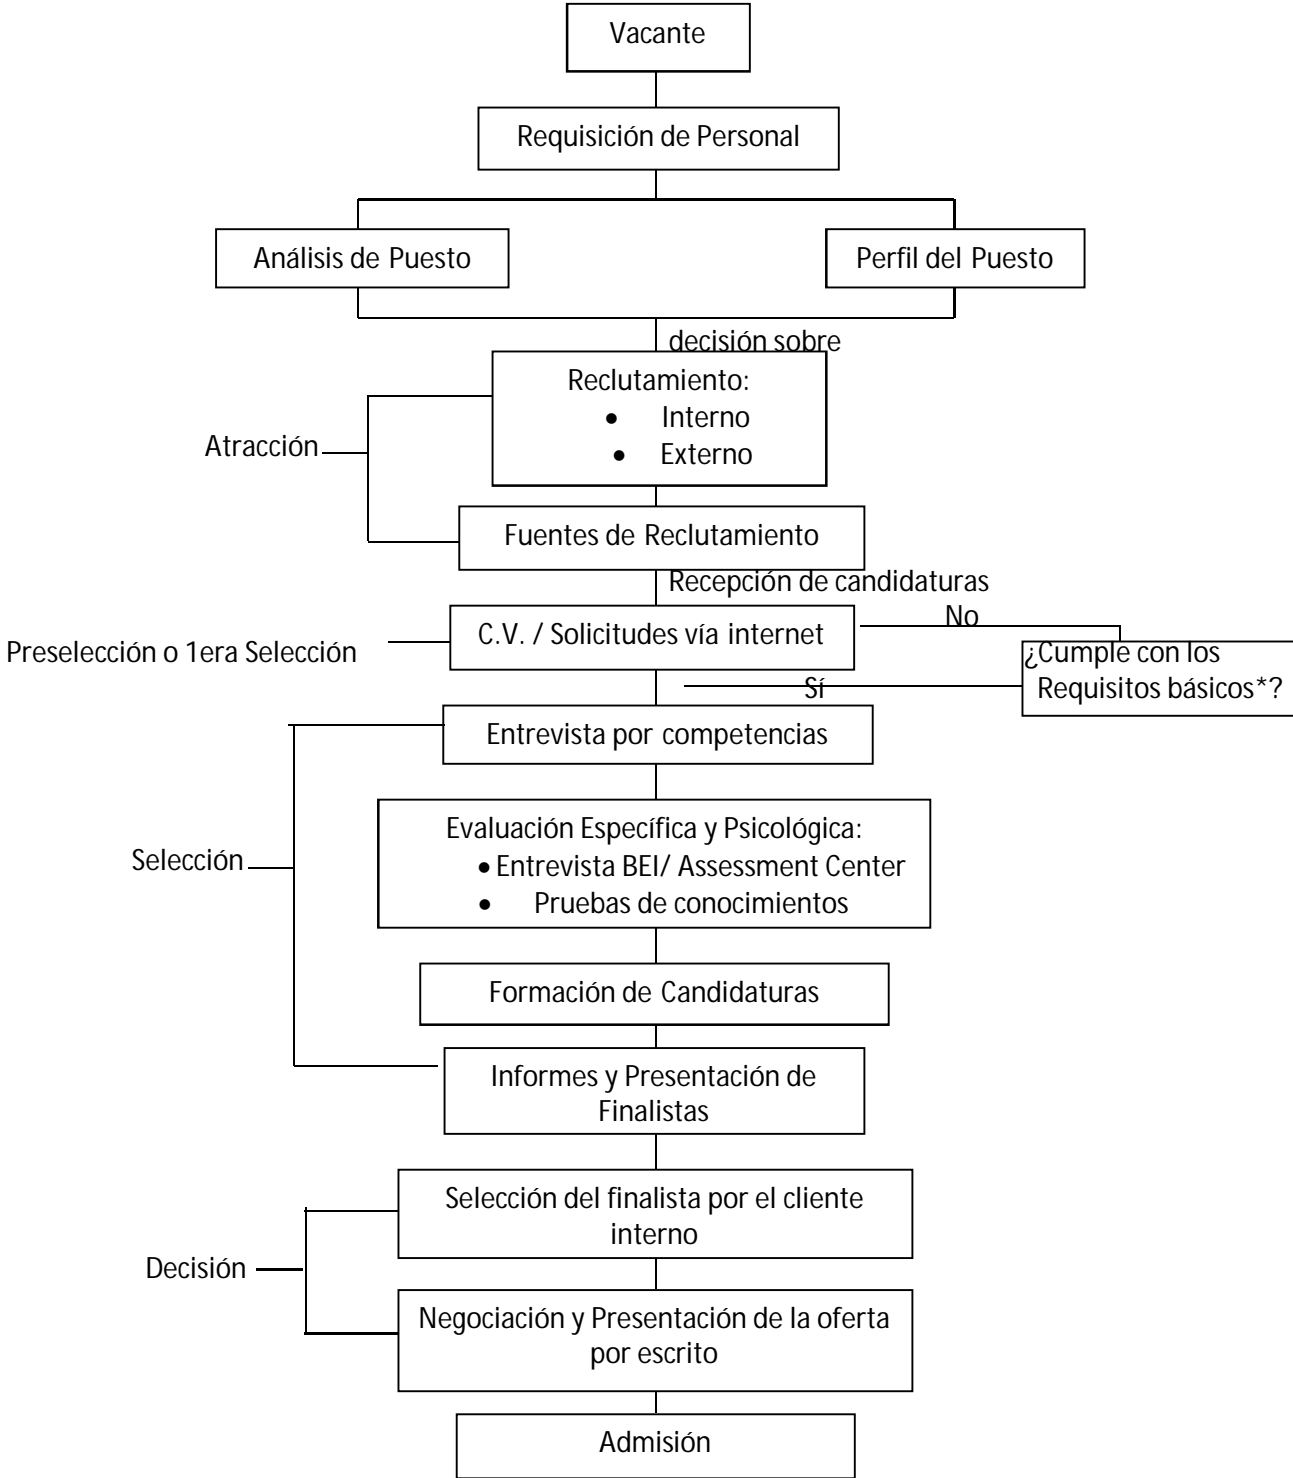 Vacante
Requisición de Personal
Análisis de Puesto
Perfil del Puesto
decisión sobre
Reclutamiento:
• Interno
• Externo
Atracción
Fuentes de Reclutamiento
Recepción de candidaturas
No
C.V. / Solicitudes vía internet
Preselección o 1era Selección
¿Cumple con los
Requisitos básicos*?
Sí
Entrevista por competencias
Evaluación Específica y Psicológica:
• Entrevista BEI/ Assessment Center
• Pruebas de conocimientos
Selección
Formación de Candidaturas
Informes y Presentación de
Finalistas
Selección del finalista por el cliente
interno
Decisión
Negociación y Presentación de la oferta
por escrito
Admisión